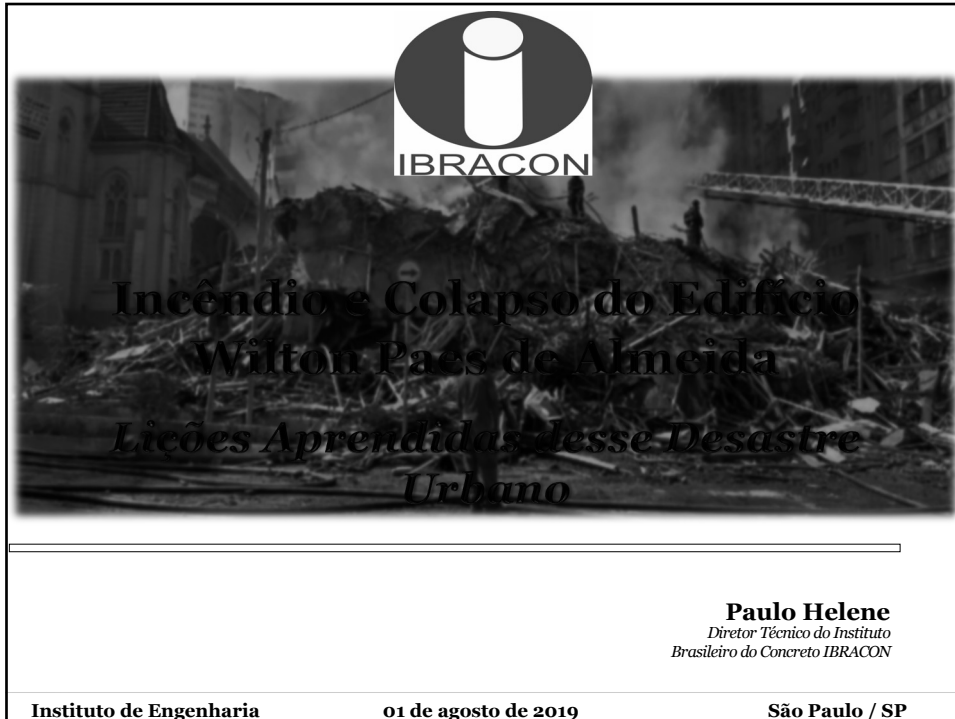 IBRACON
Incêndio e Colapso do Edifício
Wilton Paes de Almeida
Lições Aprendidas desse Desastre
Urbano
Paulo Helene
Diretor Técnico do Instituto
Brasileiro do Concreto IBRACON
Instituto de Engenharia 01 de agosto de 2019 São Paulo / SP